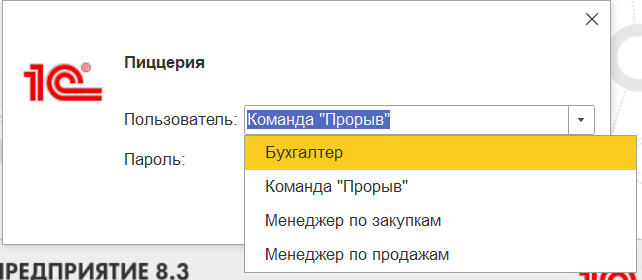 1С®
Пиццерия
Пользователь: Команда "Прорыв"
Пароль:
Бухгалтер
Команда "Прорыв"
Менеджер по закупкам
Менеджер по продажам
РЕДПРИЯТИЕ 8.3